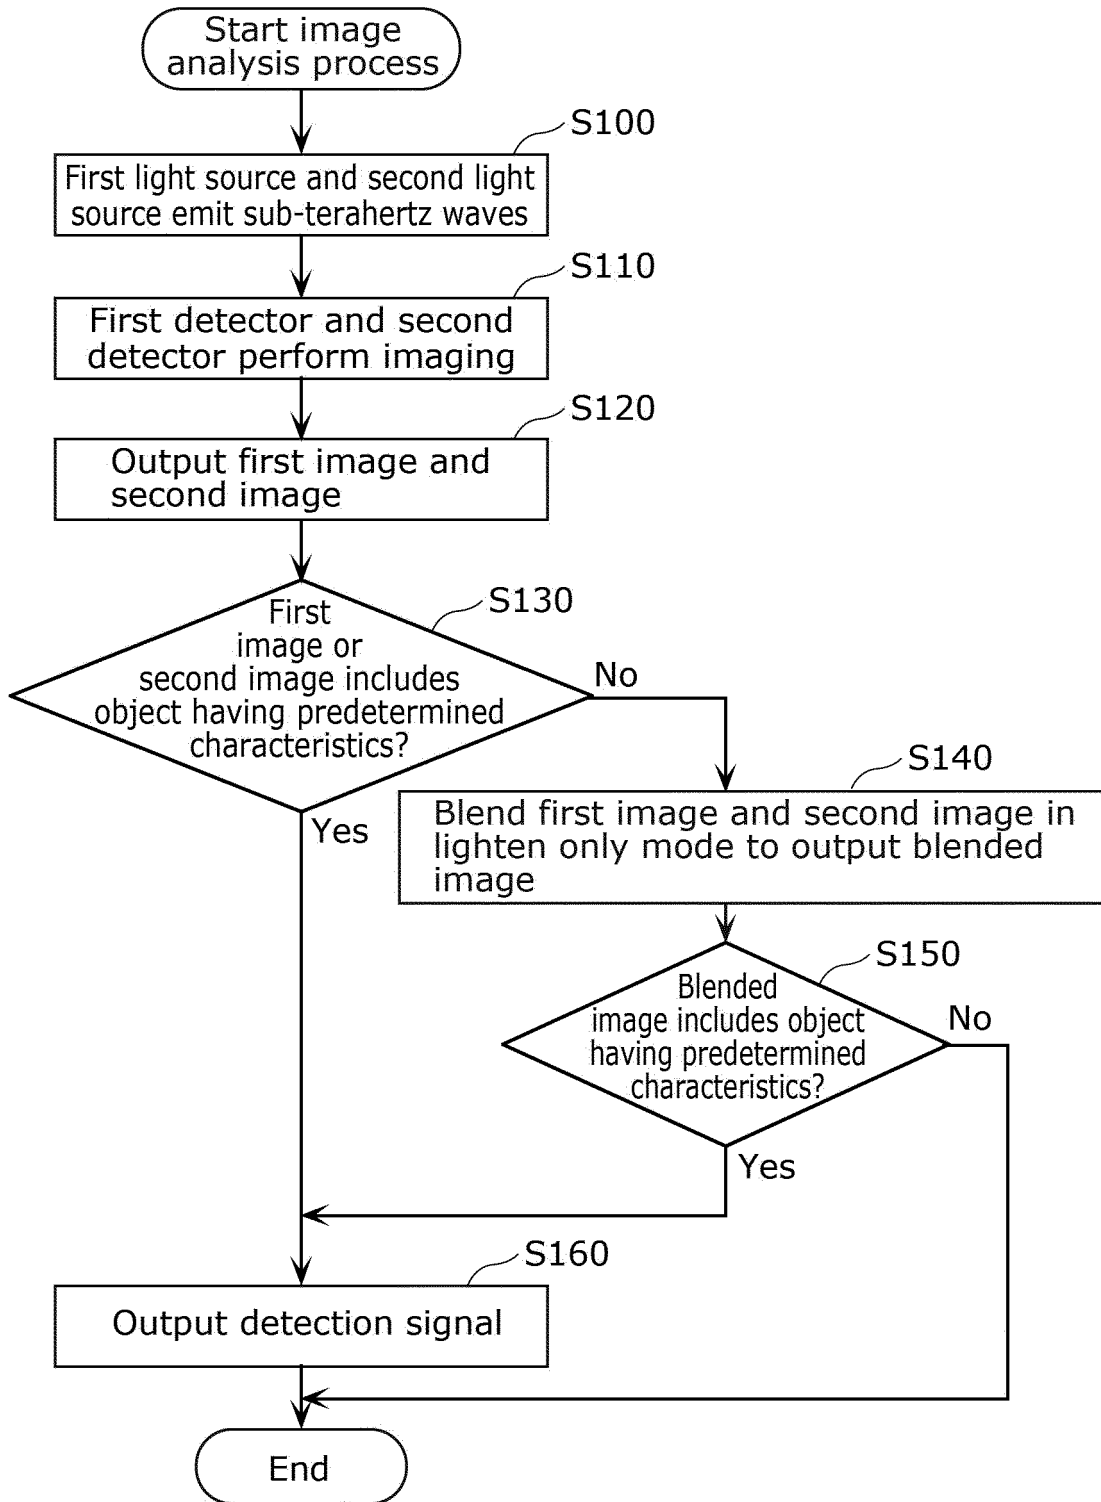 Start image
analysis process
S100
First light source and second light
source emit sub-terahertz waves
S110
First detector and second
detector perform imaging
S120
Output first image and
second image
S130
First
image or
second image includes
object having predetermined
characteristics?
No
Yes
S140
Blend first image and second image in
lighten only mode to output blended
image
S150
Blended
image includes object
having predetermined
characteristics?
No
Yes
S160
Output detection signal
End